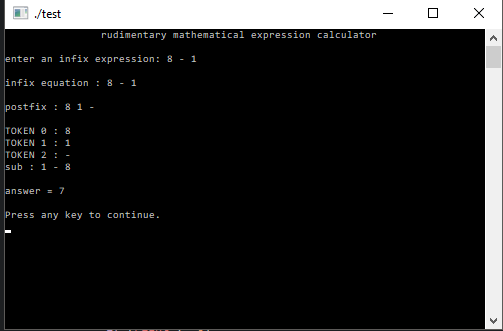 ./test
rudimentary mathematical expression calculator
enter an infix expression: 8 - 1
infix equation : 8 - 1
postfix : 8 1 -
TOKEN 0 : 8
TOKEN 1 : 1
TOKEN 2 : -
sub : 1 - 8
answer = 7
Press any key to continue.